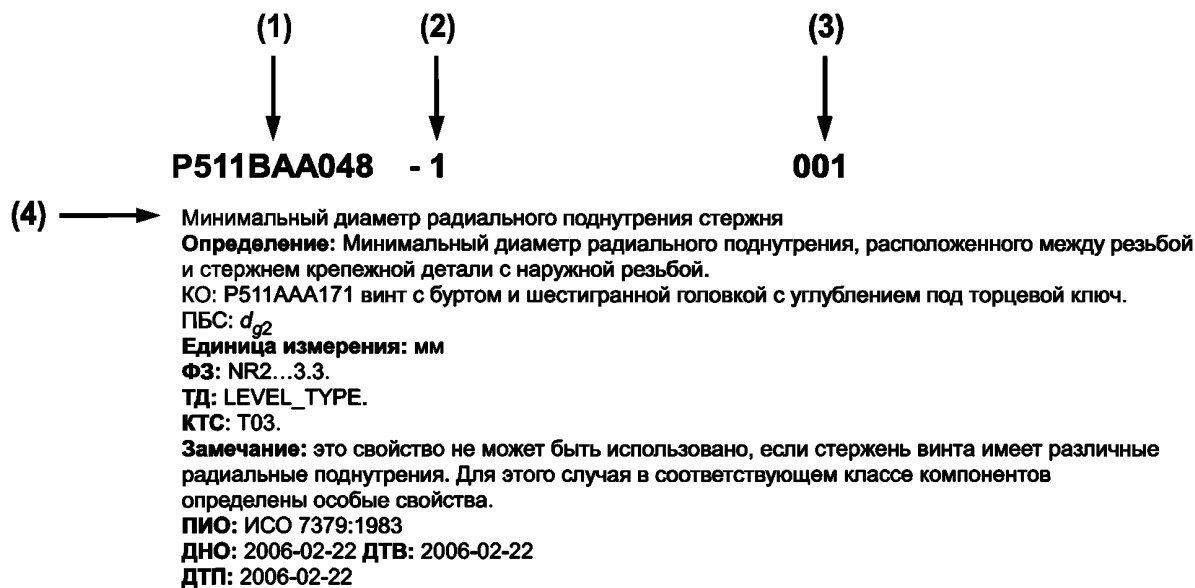 (1) (2) (3)
P511BAA048 - 1 001
(4) Минимальный диаметр радиального поднутрения стержня
Определение: Минимальный диаметр радиального поднутрения, расположенного между резьбой
и стержнем крепежной детали с наружной резьбой.
КО: P511AAA171 винт с буртом и шестигранной головкой с углублением под торцевой ключ.
ПБС: dg2
Единица измерения: мм
ФЗ: NR2...3.3.
ТД: LEVEL_TYPE.
КТС: Т03.
Замечание: это свойство не может быть использовано, если стержень винта имеет различные
радиальные поднутрения. Для этого случая в соответствующем классе компонентов
определены особые свойства.
ПИО: ИСО 7379:1983
ДНО: 2006-02-22 ДТВ: 2006-02-22
ДТП: 2006-02-22